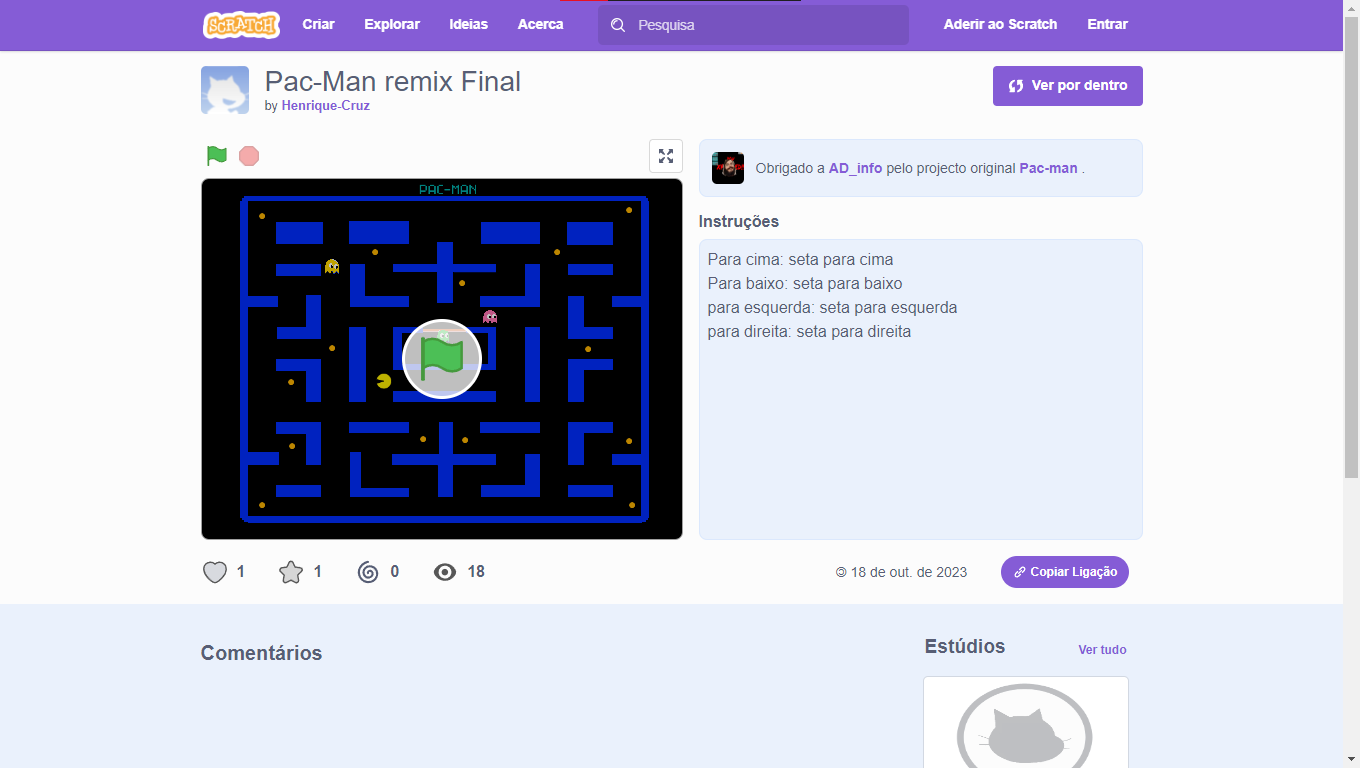 SCRATCH
Criar
Explorar
Ideias
Acerca
Pesquisa
Aderir ao Scratch
Entrar
Pac-Man remix Final
by Henrique-Cruz
Ver por dentro
PAC-MAN
Obrigado a AD_info pelo projecto original Pac-man .
Instruções
Para cima: seta para cima
Para baixo: seta para baixo
para esquerda: seta para esquerda
para direita: seta para direita
1
1
0
18
18 de out. de 2023
Copiar Ligação
Comentários
Estúdios
Ver tudo